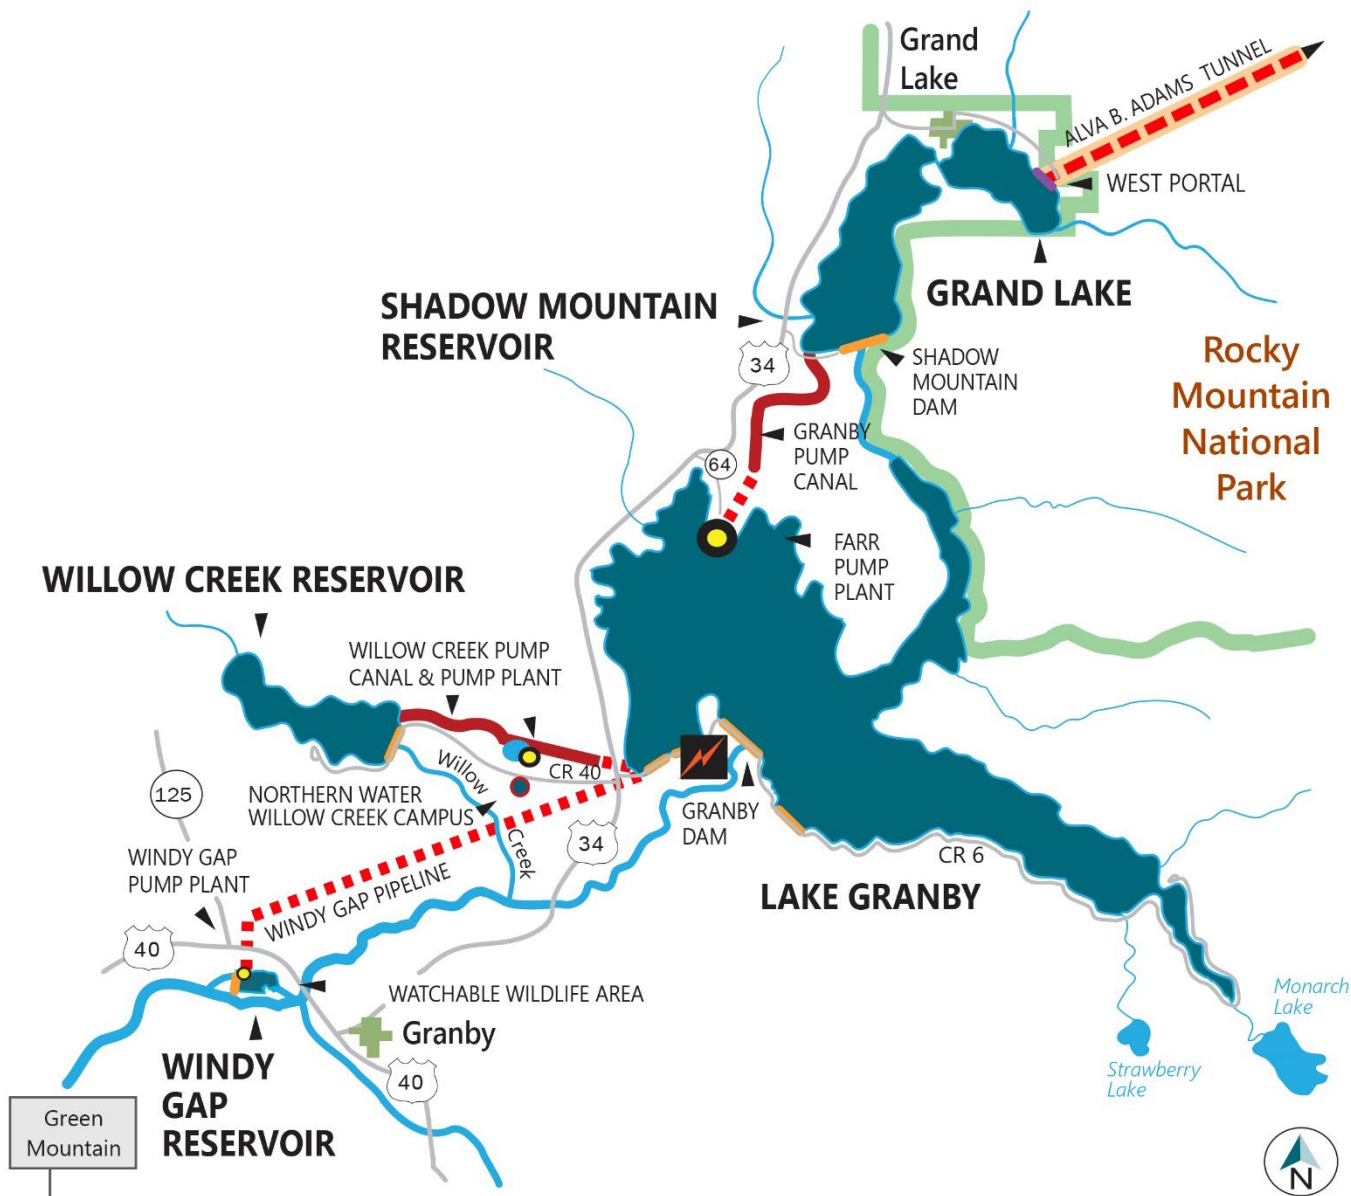 Grand
Lake
ALVA B. ADAMS TUNNEL
WEST PORTAL
GRAND LAKE
SHADOW MOUNTAIN
RESERVOIR
34
SHADOW
MOUNTAIN
DAM
Rocky
Mountain
National
Park
GRANBY
PUMP
CANAL
64
FARR
PUMP
PLANT
WILLOW CREEK RESERVOIR
WILLOW CREEK PUMP
CANAL & PUMP PLANT
Willow
Creek
CR 40
125
NORTHERN WATER
WILLOW CREEK CAMPUS
GRANBY
DAM
34
CR 6
WINDY GAP
PUMP PLANT
WINDY GAP PIPELINE
LAKE GRANBY
40
WATCHABLE WILDLIFE AREA
Granby
Monarch
Lake
Strawberry
Lake
WINDY
GAP
RESERVOIR
40
Green
Mountain
N